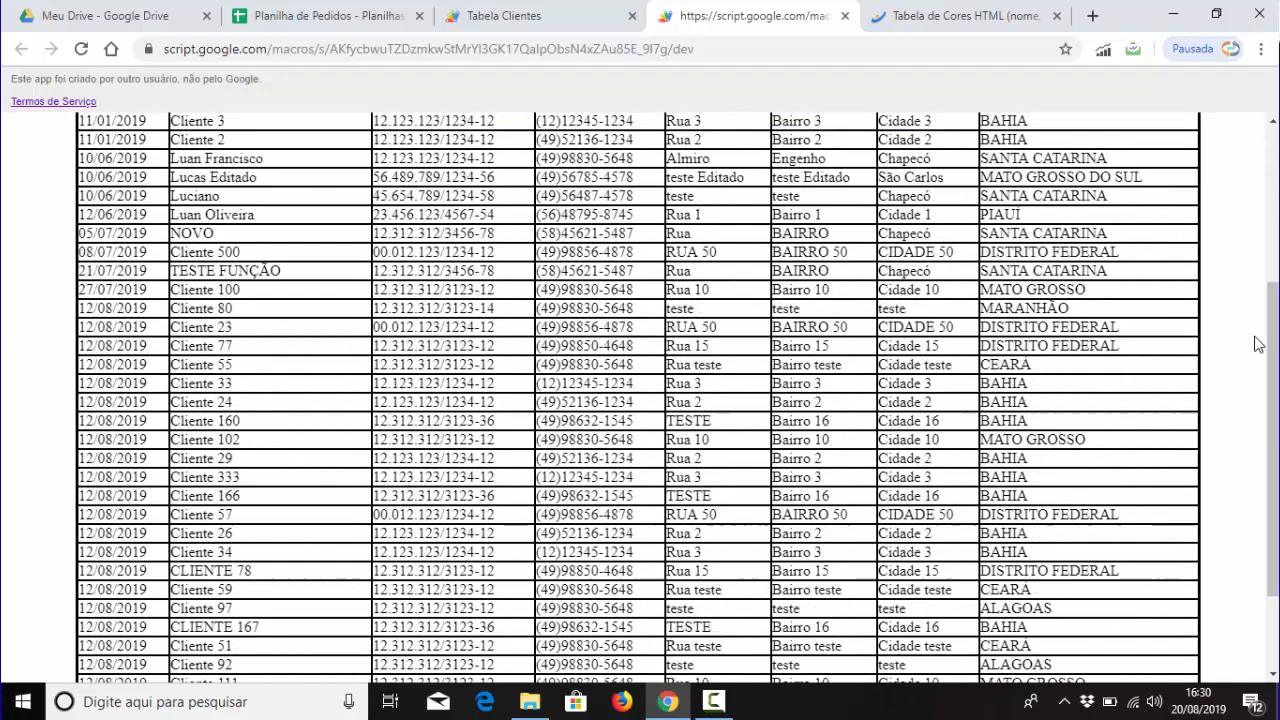 Meu Drive - Google Drive
Planilha de Pedidos - Planilhas
Tabela Clientes
https://script.google.com/mac
Tabela de Cores HTML (nome,
script.google.com/macros/s/AKfycbwuTZDzmkwStMrYl3GK17QaIpObsN4xZAu85E_9I7g/dev
Pausada
Este app foi criado por outro usuário, não pelo Google.
Termos de Serviço
11/01/2019 Cliente 3 12.123.123/1234-12 (12)12345-1234 Rua 3 Bairro 3 Cidade 3 BAHIA
11/01/2019 Cliente 2 12.123.123/1234-12 (49)52136-1234 Rua 2 Bairro 2 Cidade 2 BAHIA
10/06/2019 Luan Francisco 12.123.123/1234-12 (49)98830-5648 Almiro Engenho Chapecó SANTA CATARINA
10/06/2019 Lucas Editado 56.489.789/1234-56 (49)56785-4578 teste Editado teste Editado São Carlos MATO GROSSO DO SUL
10/06/2019 Luciano 45.654.789/1234-58 (49)56487-4578 teste teste Chapecó SANTA CATARINA
12/06/2019 Luan Oliveira 23.456.123/4567-54 (56)48795-8745 Rua 1 Bairro 1 Cidade 1 PIAUÍ
05/07/2019 NOVO 12.312.312/3456-78 (58)45621-5487 Rua BAIRRO Chapecó SANTA CATARINA
08/07/2019 Cliente 500 00.012.123/1234-12 (49)98856-4878 RUA 50 BAIRRO 50 CIDADE 50 DISTRITO FEDERAL
21/07/2019 TESTE FUNÇÃO 12.312.312/3456-78 (58)45621-5487 Rua BAIRRO Chapecó SANTA CATARINA
27/07/2019 Cliente 100 12.312.312/3123-12 (49)98830-5648 Rua 10 Bairro 10 Cidade 10 MATO GROSSO
12/08/2019 Cliente 80 12.312.312/3123-14 (49)98830-5648 teste teste teste MARANHÃO
12/08/2019 Cliente 23 00.012.123/1234-12 (49)98856-4878 RUA 50 BAIRRO 50 CIDADE 50 DISTRITO FEDERAL
12/08/2019 Cliente 77 12.312.312/3123-12 (49)98850-4648 Rua 15 Bairro 15 Cidade 15 DISTRITO FEDERAL
12/08/2019 Cliente 55 12.312.312/3123-12 (49)98830-5648 Rua teste Bairro teste Cidade teste CEARÁ
12/08/2019 Cliente 33 12.123.123/1234-12 (12)12345-1234 Rua 3 Bairro 3 Cidade 3 BAHIA
12/08/2019 Cliente 24 12.123.123/1234-12 (49)52136-1234 Rua 2 Bairro 2 Cidade 2 BAHIA
12/08/2019 Cliente 160 12.312.312/3123-36 (49)98632-1545 TESTE Bairro 16 Cidade 16 BAHIA
12/08/2019 Cliente 102 12.312.312/3123-12 (49)98830-5648 Rua 10 Bairro 10 Cidade 10 MATO GROSSO
12/08/2019 Cliente 29 12.123.123/1234-12 (49)52136-1234 Rua 2 Bairro 2 Cidade 2 BAHIA
12/08/2019 Cliente 333 12.123.123/1234-12 (12)12345-1234 Rua 3 Bairro 3 Cidade 3 BAHIA
12/08/2019 Cliente 166 12.312.312/3123-36 (49)98632-1545 TESTE Bairro 16 Cidade 16 BAHIA
12/08/2019 Cliente 57 00.012.123/1234-12 (49)98856-4878 RUA 50 BAIRRO 50 CIDADE 50 DISTRITO FEDERAL
12/08/2019 Cliente 26 12.123.123/1234-12 (49)52136-1234 Rua 2 Bairro 2 Cidade 2 BAHIA
12/08/2019 Cliente 34 12.123.123/1234-12 (12)12345-1234 Rua 3 Bairro 3 Cidade 3 BAHIA
12/08/2019 CLIENTE 78 12.312.312/3123-12 (49)98850-4648 Rua 15 Bairro 15 Cidade 15 DISTRITO FEDERAL
12/08/2019 Cliente 59 12.312.312/3123-12 (49)98830-5648 Rua teste Bairro teste Cidade teste CEARÁ
12/08/2019 Cliente 97 12.312.312/3123-12 (49)98830-5648 teste teste teste ALAGOAS
12/08/2019 CLIENTE 167 12.312.312/3123-36 (49)98632-1545 TESTE Bairro 16 Cidade 16 BAHIA
12/08/2019 Cliente 51 12.312.312/3123-12 (49)98830-5648 Rua teste Bairro teste Cidade teste CEARÁ
12/08/2019 Cliente 92 12.312.312/3123-12 (49)98830-5648 teste teste teste ALAGOAS
Digite aqui para pesquisar
16:30
20/08/2019
12